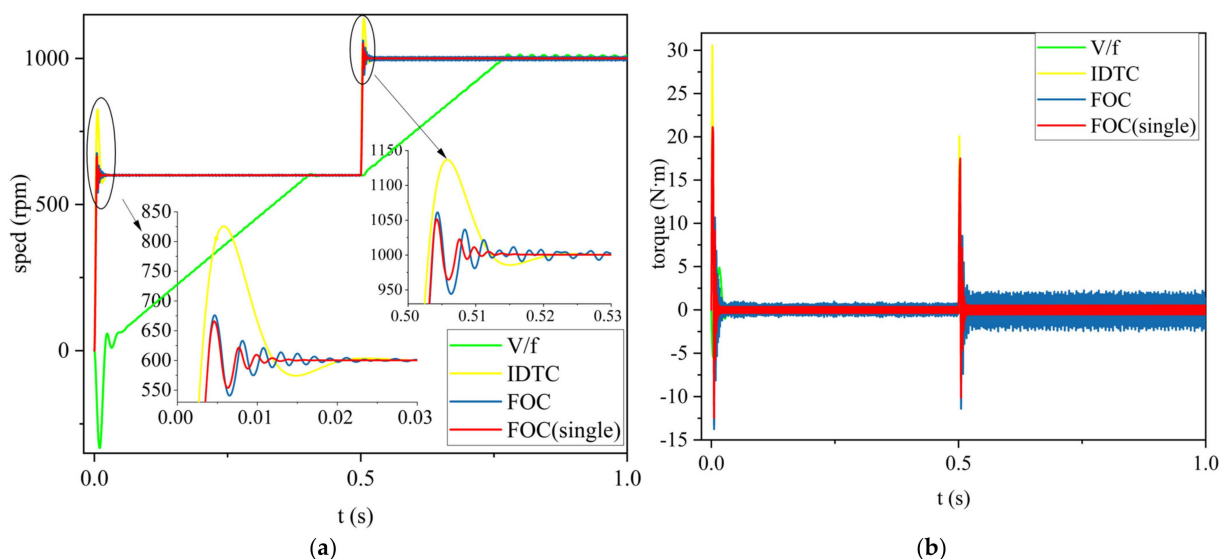 1000
500
0
sped (rpm)
0.0
0.5
1.0
t (s)
850
800
750
700
650
600
550
0.00
0.01
0.02
0.03
1150
1100
1050
1000
950
0.50
0.51
0.52
0.53
V/f
IDTC
FOC
FOC(single)
(a)
30
25
20
15
10
5
0
-5
-10
-15
torque (N·m)
0.0
0.5
1.0
t (s)
V/f
IDTC
FOC
FOC(single)
(b)